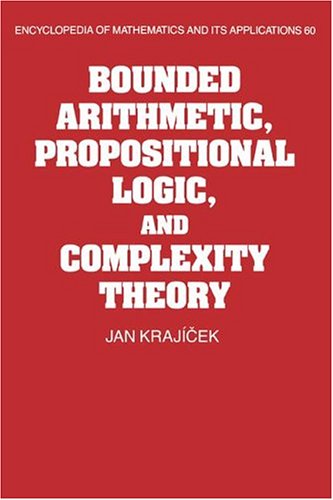 ENCYCLOPEDIA OF MATHEMATICS AND ITS APPLICATIONS 60
BOUNDED
ARITHMETIC,
PROPOSITIONAL
LOGIC,
AND
COMPLEXITY
THEORY
JAN KRAJÍČEK